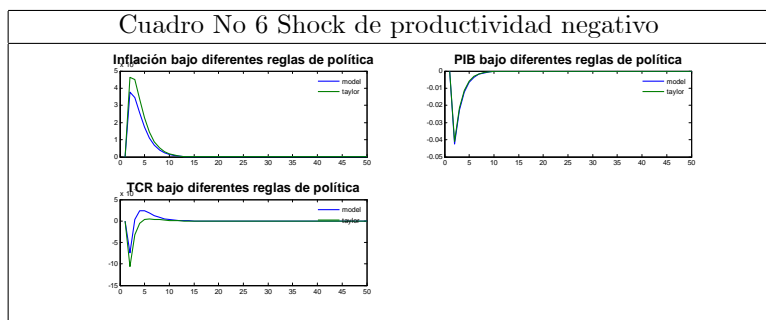 Cuadro No 6 Shock de productividad negativo
Inflación bajo diferentes reglas de política
x 10
5
4
3
2
1
0
0 5 10 15 20 25 30 35 40 45 50
model
taylor
PIB bajo diferentes reglas de política
0
-0.01
-0.02
-0.03
-0.04
-0.05
0 5 10 15 20 25 30 35 40 45 50
model
taylor
TCR bajo diferentes reglas de política
x 10
5
0
-5
-10
-15
0 5 10 15 20 25 30 35 40 45 50
model
taylor